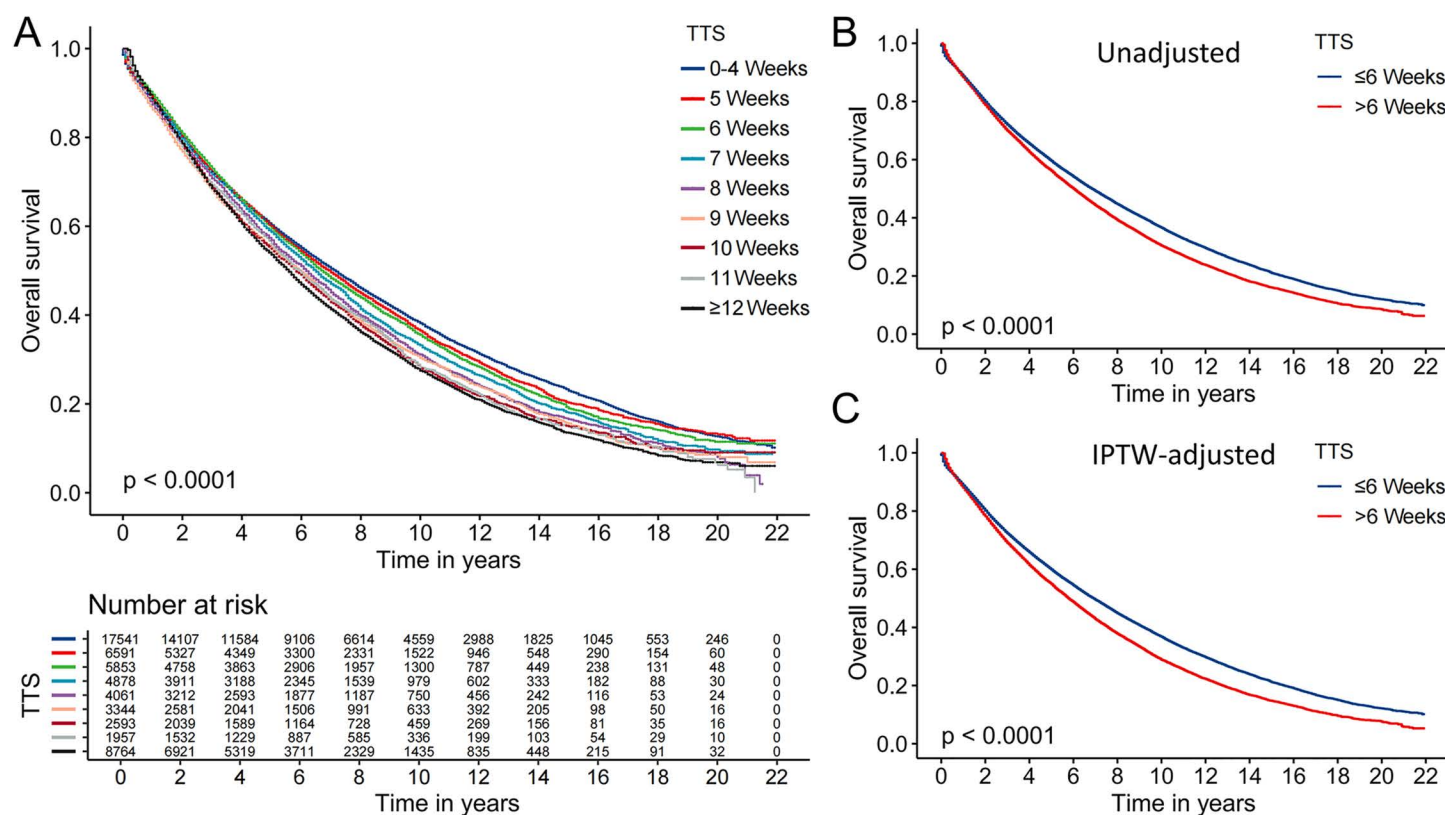 A
TTS
0-4 Weeks
5 Weeks
6 Weeks
7 Weeks
8 Weeks
9 Weeks
10 Weeks
11 Weeks
≥12 Weeks
Overall survival
1.0
0.8
0.6
0.4
0.2
0.0
p < 0.0001
0 2 4 6 8 10 12 14 16 18 20 22
Time in years
Number at risk
TTS
17541 14107 11584 9106 6614 4559 2988 1825 1045 553 246 0
6591 5327 4349 3300 2331 1522 946 548 290 154 60 0
5853 4758 3863 2906 1957 1300 787 449 238 131 48 0
4878 3911 3188 2345 1539 979 602 333 182 88 30 0
4061 3212 2593 1877 1187 750 456 242 116 53 24 0
3344 2581 2041 1506 991 633 392 205 98 50 16 0
2593 2039 1589 1164 728 459 269 156 81 35 16 0
1957 1532 1229 887 585 336 199 103 54 29 10 0
8764 6921 5319 3711 2329 1435 835 448 215 91 32 0
0 2 4 6 8 10 12 14 16 18 20 22
Time in years
B
Unadjusted
TTS
≤6 Weeks
>6 Weeks
Overall survival
1.0
0.8
0.6
0.4
0.2
0.0
p < 0.0001
0 2 4 6 8 10 12 14 16 18 20 22
Time in years
C
IPTW-adjusted
TTS
≤6 Weeks
>6 Weeks
Overall survival
1.0
0.8
0.6
0.4
0.2
0.0
p < 0.0001
0 2 4 6 8 10 12 14 16 18 20 22
Time in years